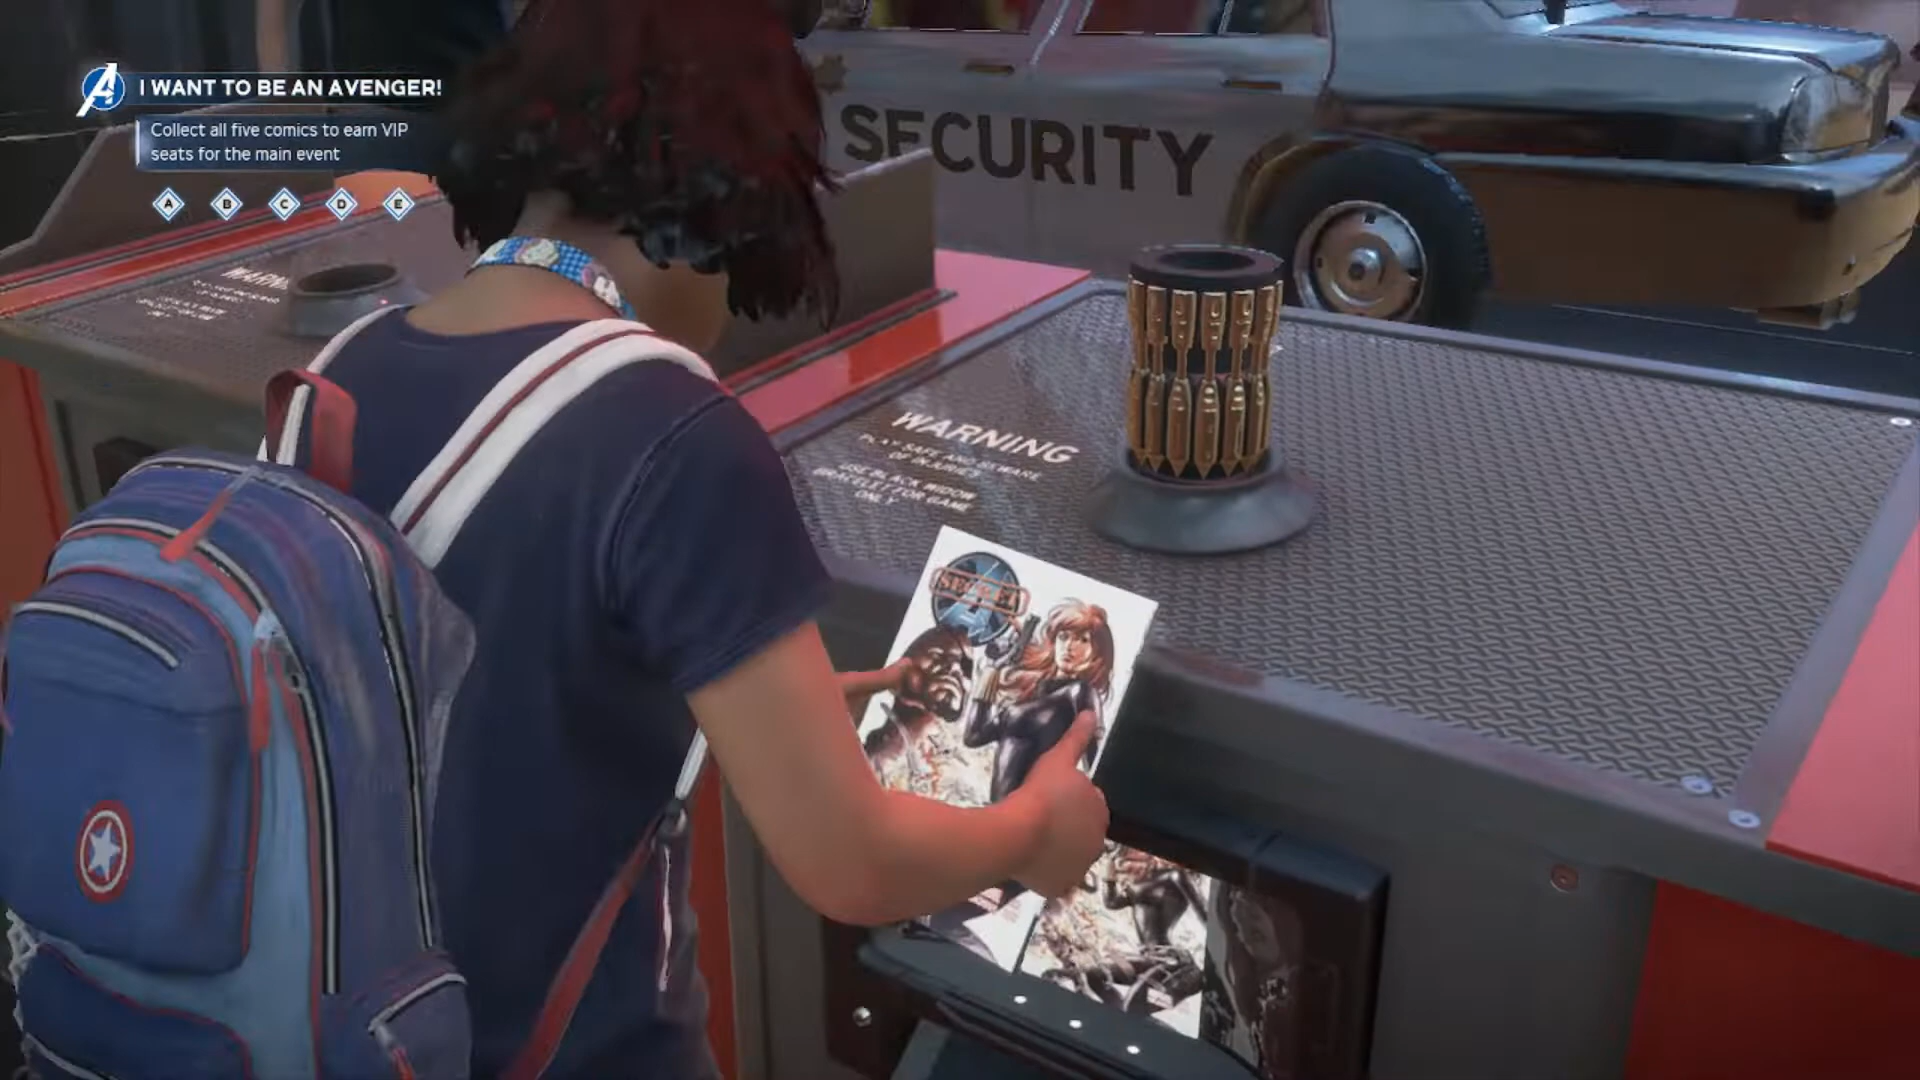 I WANT TO BE AN AVENGER!
Collect all five comics to earn VIP
seats for the main event
A B C D E
SECURITY
WARNING
PLAY SAFE AND BEWARE
OF INJURIES
USE BLACK WIDOW
BRACELET FOR GAME
ONLY
SECRET